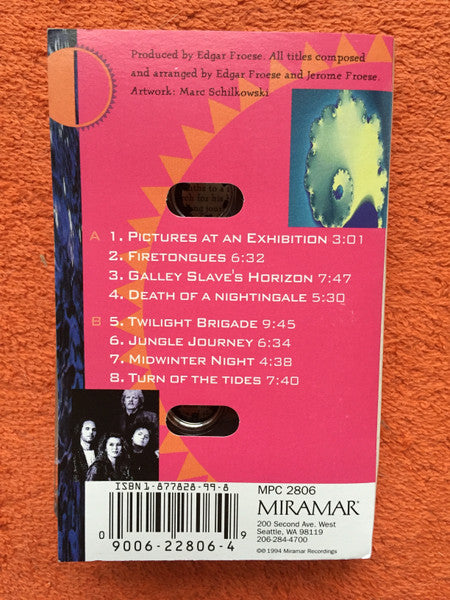 Produced by Edgar Froese. All titles composed
and arranged by Edgar Froese and Jerome Froese.
Artwork: Marc Schilkowski
A 1. Pictures at an Exhibition 3:01
2. Firetongues 6:32
3. Galley Slave's Horizon 7:47
4. Death of a Nightingale 5:30
B 5. Twilight Brigade 9:45
6. Jungle Journey 6:34
7. Midwinter Night 4:38
8. Turn of the tides 7:40
ISBN 1-877828-99-8
0 9006-22806-4 9
MPC 2806
MIRAMAR®
200 Second Ave. West
Seattle, WA 98119
206-284-4700
©℗ 1994 Miramar Recordings